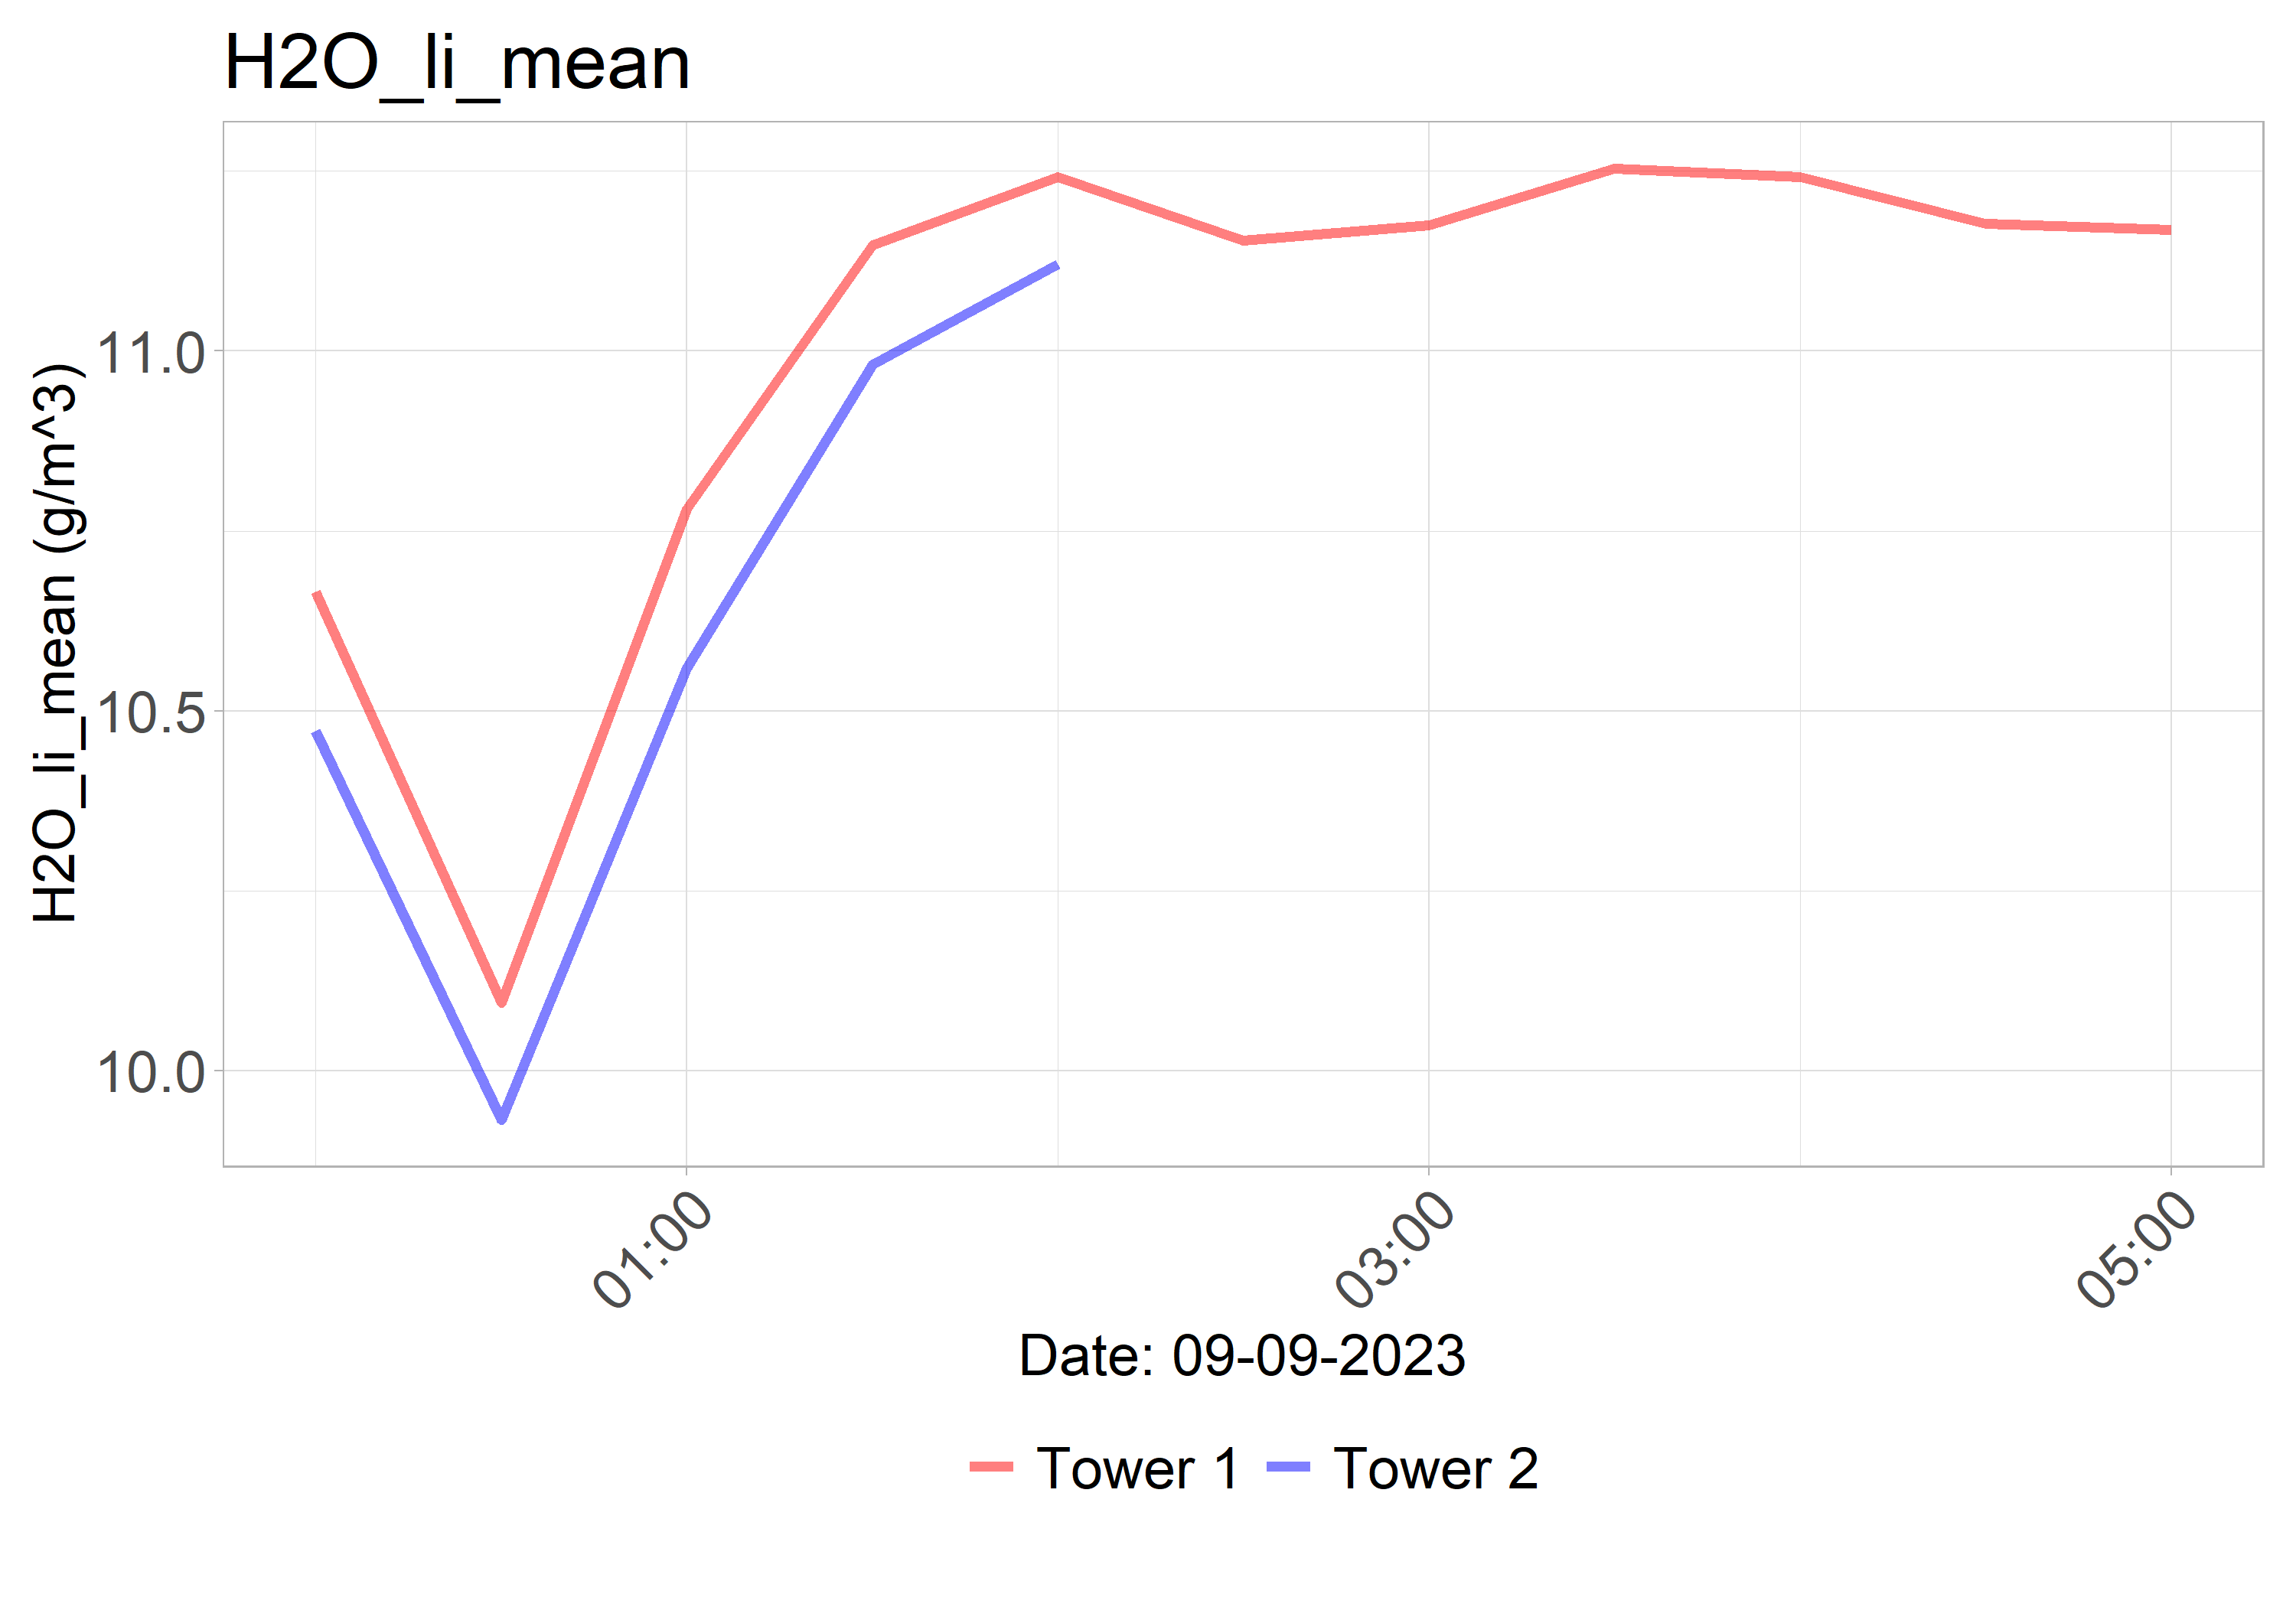 H2O_li_mean
H2O_li_mean (g/m^3)
11.0
10.5
10.0
01:00
03:00
05:00
Date: 09-09-2023
Tower 1
Tower 2